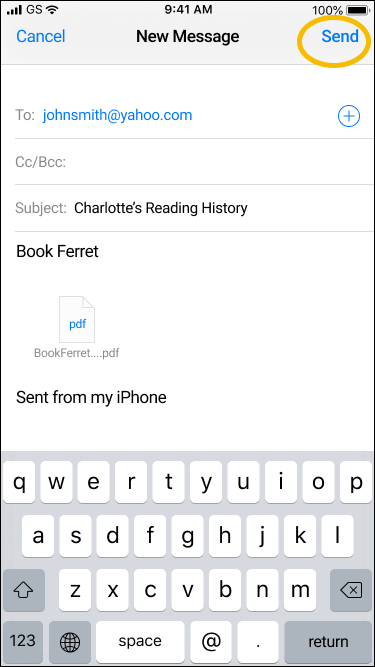 GS 9:41 AM 100%
Cancel New Message Send
To: johnsmith@yahoo.com
Cc/Bcc:
Subject: Charlotte’s Reading History
Book Ferret
pdf
BookFerret....pdf
Sent from my iPhone
q w e r t y u i o p
a s d f g h j k l
z x c v b n m
123 space @ . return